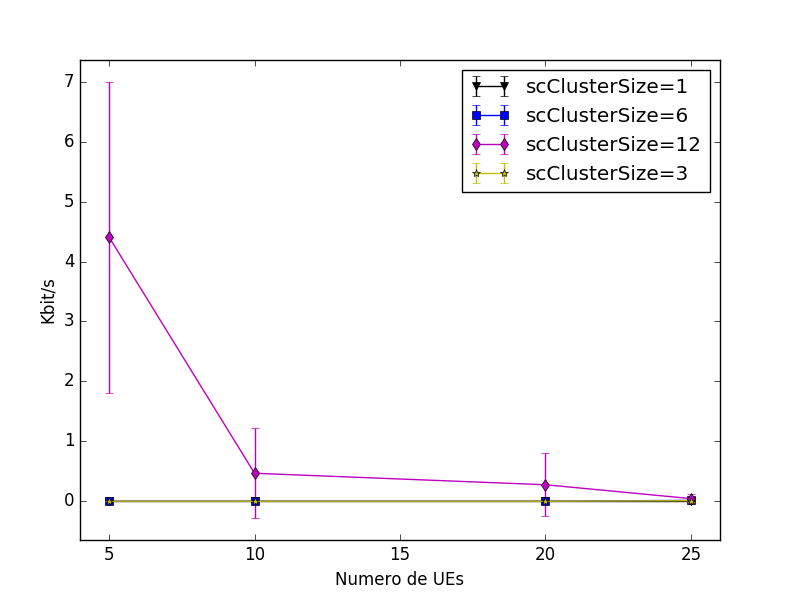 scClusterSize=1
scClusterSize=6
scClusterSize=12
scClusterSize=3
7
6
5
4
3
2
1
0
Kbit/s
5 10 15 20 25
Numero de UEs